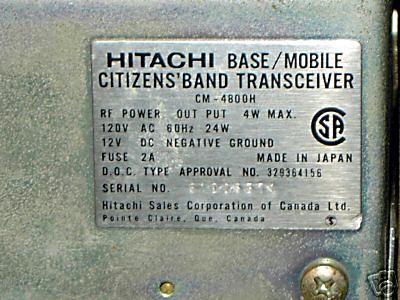 HITACHI BASE/MOBILE
CITIZENS' BAND TRANSCEIVER
CM-4800H
RF POWER OUT PUT 4W MAX.
120V AC 60Hz 24W
12V DC NEGATIVE GROUND
FUSE 2A MADE IN JAPAN
D.O.C. TYPE APPROVAL NO. 329364156
SERIAL NO.
Hitachi Sales Corporation of Canada Ltd.
Pointe Claire, Que, Canada